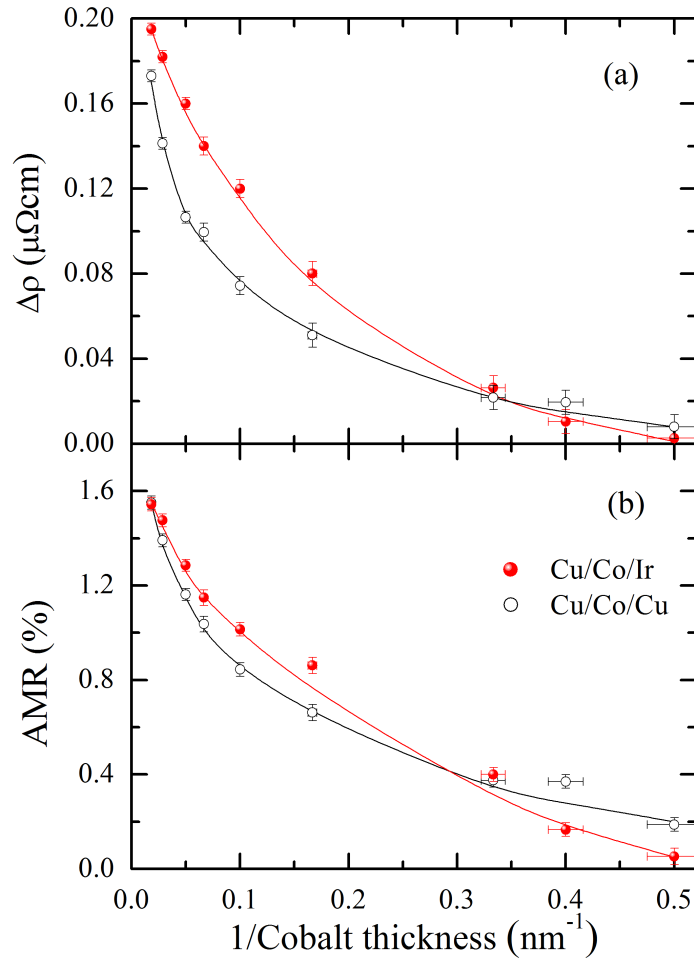 0.20
(a)
0.16
0.12
0.08
0.04
0.00
Δρ (μΩcm)
1.6
(b)
Cu/Co/Ir
1.2
Cu/Co/Cu
0.8
0.4
0.0
AMR (%)
0.0 0.1 0.2 0.3 0.4 0.5
1/Cobalt thickness (nm⁻¹)